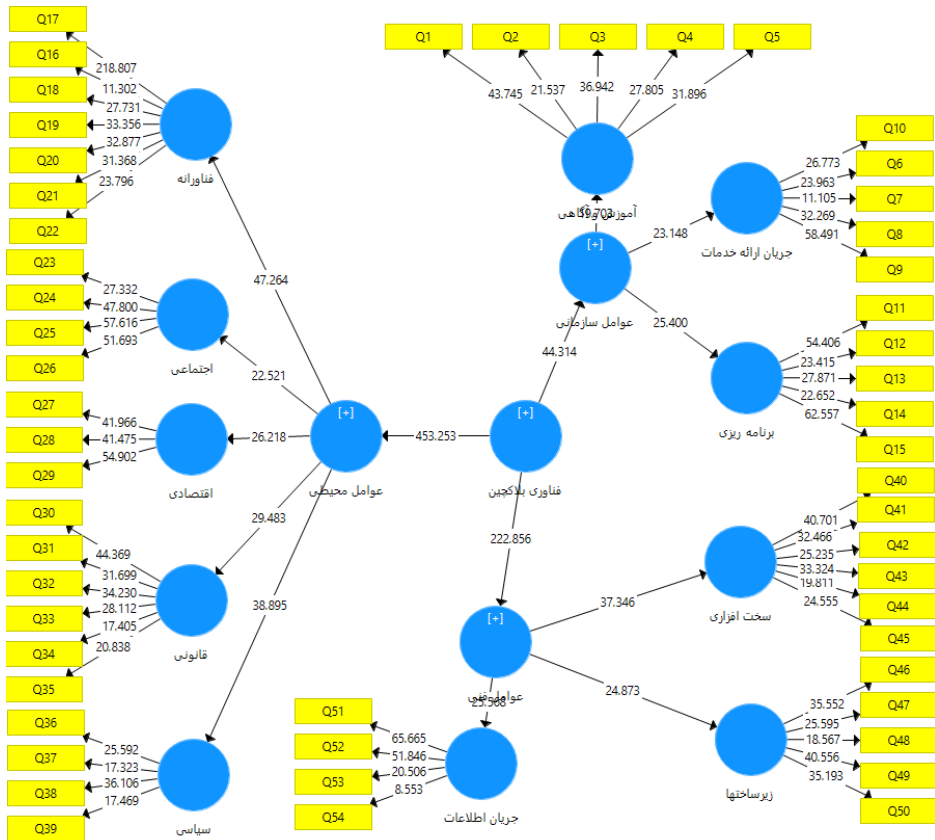 Q17
Q16
Q18
Q19
Q20
Q21
Q22
218.807
11.302
27.731
33.356
32.877
31.368
23.796
فناورانه
Q23
Q24
Q25
Q26
27.332
47.800
57.616
51.693
اجتماعی
Q27
Q28
Q29
41.966
41.475
54.902
اقتصادی
Q30
Q31
Q32
Q33
Q34
Q35
44.369
31.699
34.230
28.112
17.405
20.838
قانونی
Q36
Q37
Q38
Q39
25.592
17.323
36.106
17.469
سیاسی
47.264
22.521
26.218
29.483
38.895
[+]
عوامل محیطی
453.253
فناوری بلاکچین
44.314
222.856
Q1
Q2
Q3
Q4
Q5
43.745
21.537
36.942
27.805
31.896
آموزش و آگاهی
[+]
عوامل سازمانی
23.148
25.400
Q10
Q6
Q7
Q8
Q9
26.773
23.963
11.105
32.269
58.491
جریان ارائه خدمات
Q11
Q12
Q13
Q14
Q15
54.406
23.415
27.871
22.652
62.557
برنامه ریزی
Q40
Q41
Q42
Q43
Q44
Q45
40.701
32.466
25.235
33.324
19.811
24.555
سخت افزاری
[+]
عوامل فنی
37.346
24.873
Q46
Q47
Q48
Q49
Q50
35.552
25.595
18.567
40.556
35.193
زیرساختها
Q51
Q52
Q53
Q54
65.665
51.846
20.506
8.553
جریان اطلاعات